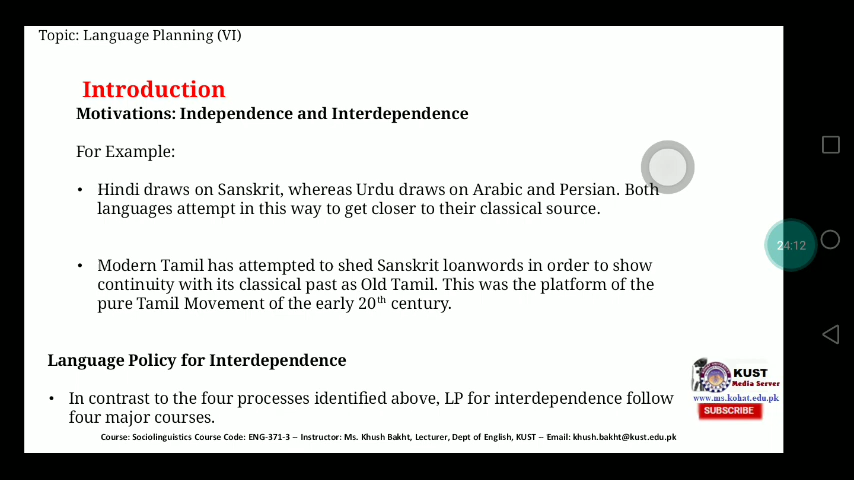 Topic: Language Planning (VI)
Introduction
Motivations: Independence and Interdependence
For Example:
• Hindi draws on Sanskrit, whereas Urdu draws on Arabic and Persian. Both
languages attempt in this way to get closer to their classical source.
• Modern Tamil has attempted to shed Sanskrit loanwords in order to show
continuity with its classical past as Old Tamil. This was the platform of the
pure Tamil Movement of the early 20th century.
Language Policy for Interdependence
• In contrast to the four processes identified above, LP for interdependence follow
four major courses.
Course: Sociolinguistics Course Code: ENG-371-3 – Instructor: Ms. Khush Bakht, Lecturer, Dept of English, KUST – Email: khush.bakht@kust.edu.pk
24:12
KUST
Media Server
www.ms.kohat.edu.pk
SUBSCRIBE